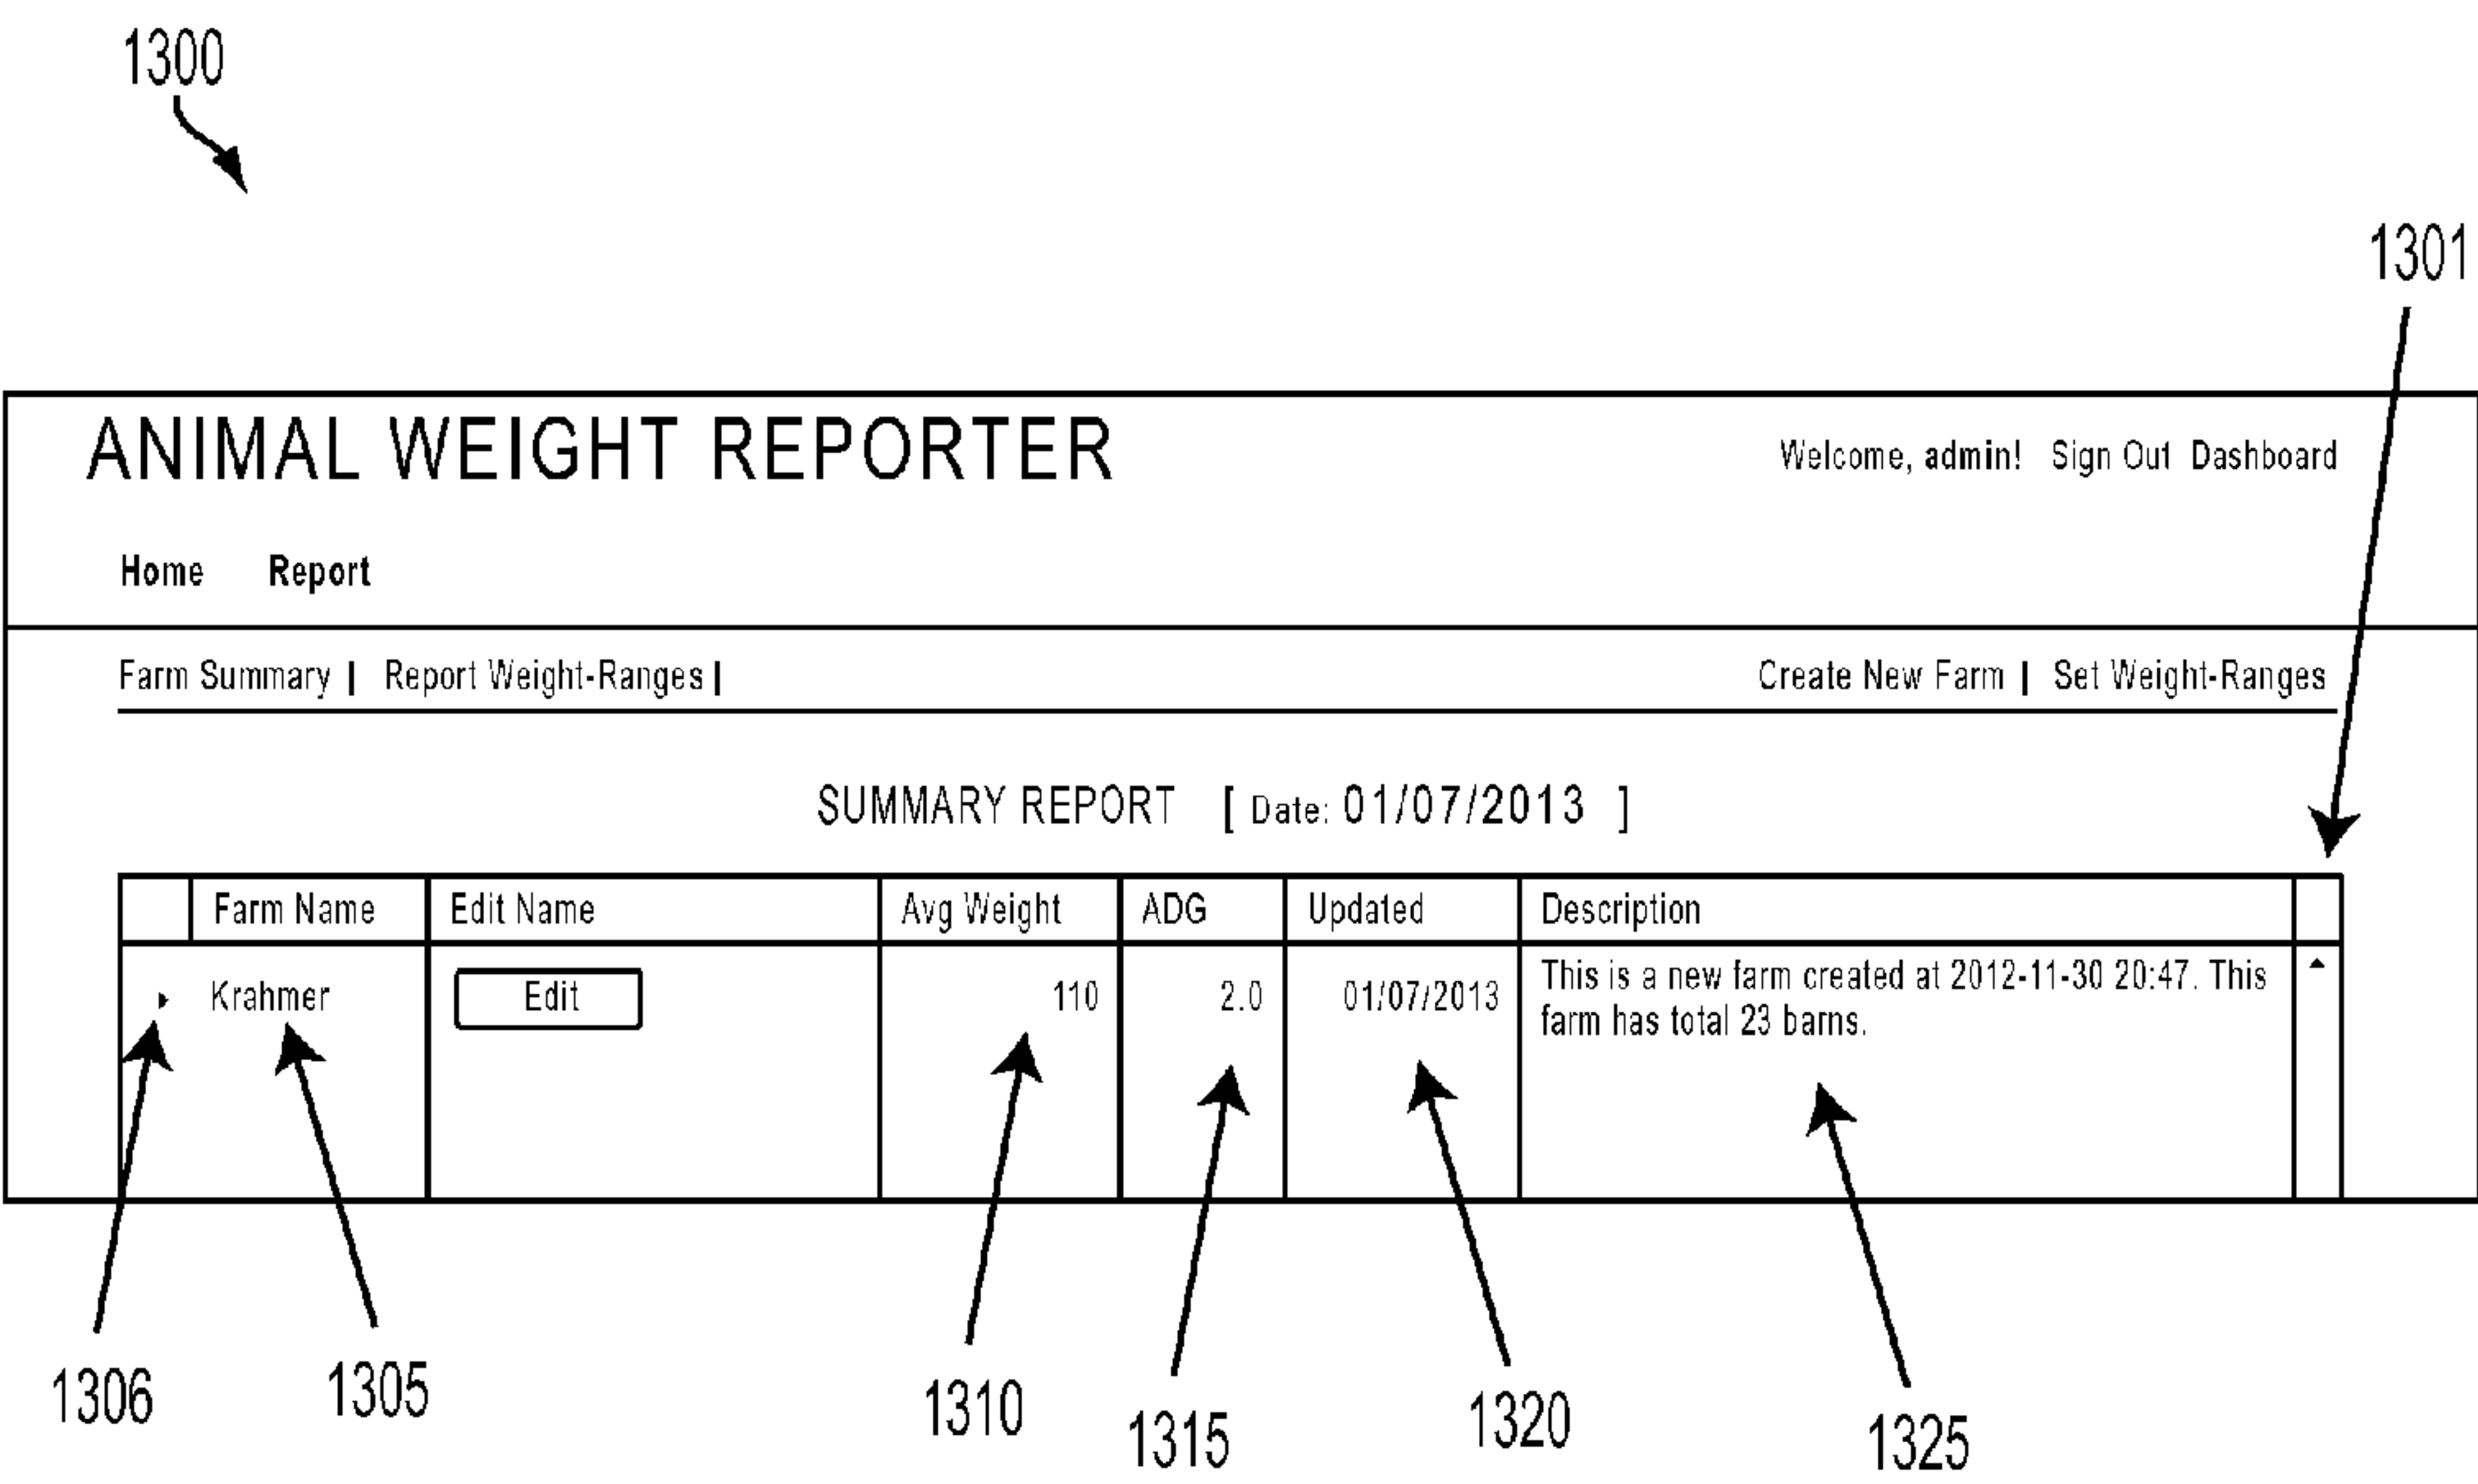 1300
1301
ANIMAL WEIGHT REPORTER
Welcome, admin! Sign Out Dashboard
Home Report
Farm Summary | Report Weight-Ranges |
Create New Farm | Set Weight-Ranges
SUMMARY REPORT [ Date: 01/07/2013 ]
Farm Name Edit Name Avg Weight ADG Updated Description
Krahmer Edit 110 2.0 01/07/2013 This is a new farm created at 2012-11-30 20:47. This
farm has total 23 barns.
1306 1305 1310 1315 1320 1325